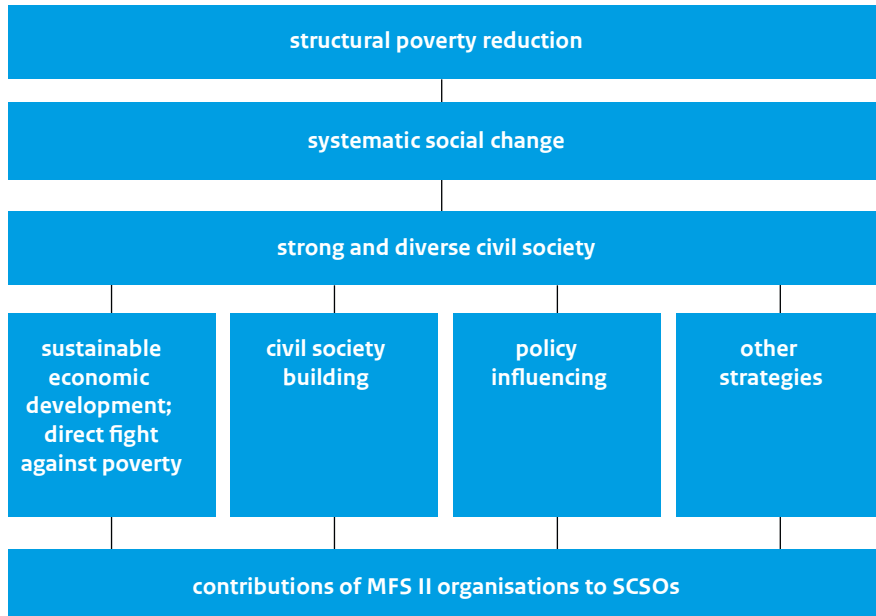 structural poverty reduction
systematic social change
strong and diverse civil society
sustainable
economic
development;
direct fight
against poverty
civil society
building
policy
influencing
other
strategies
contributions of MFS II organisations to SCSOs